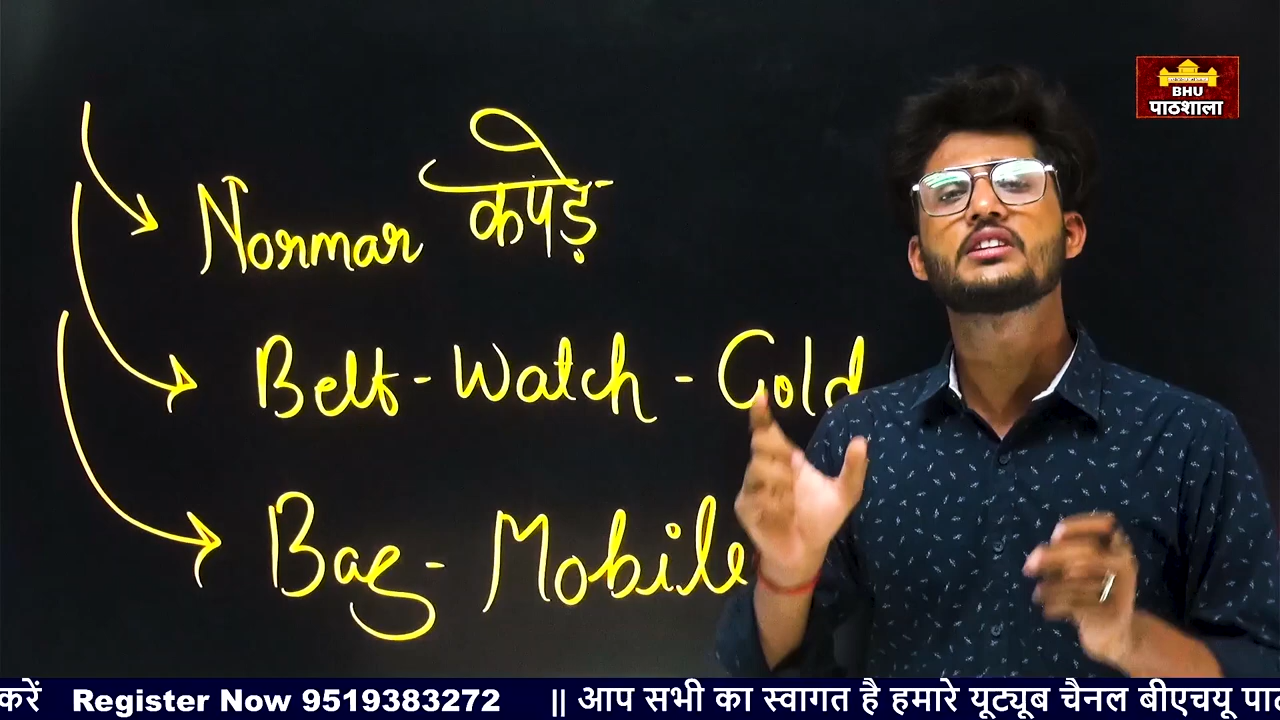 BHU
पाठशाला
Normar कपड़े
Belt - Watch - Gold
Bag - Mobile
करें Register Now 9519383272 || आप सभी का स्वागत है हमारे यूट्यूब चैनल बीएचयू पाठ